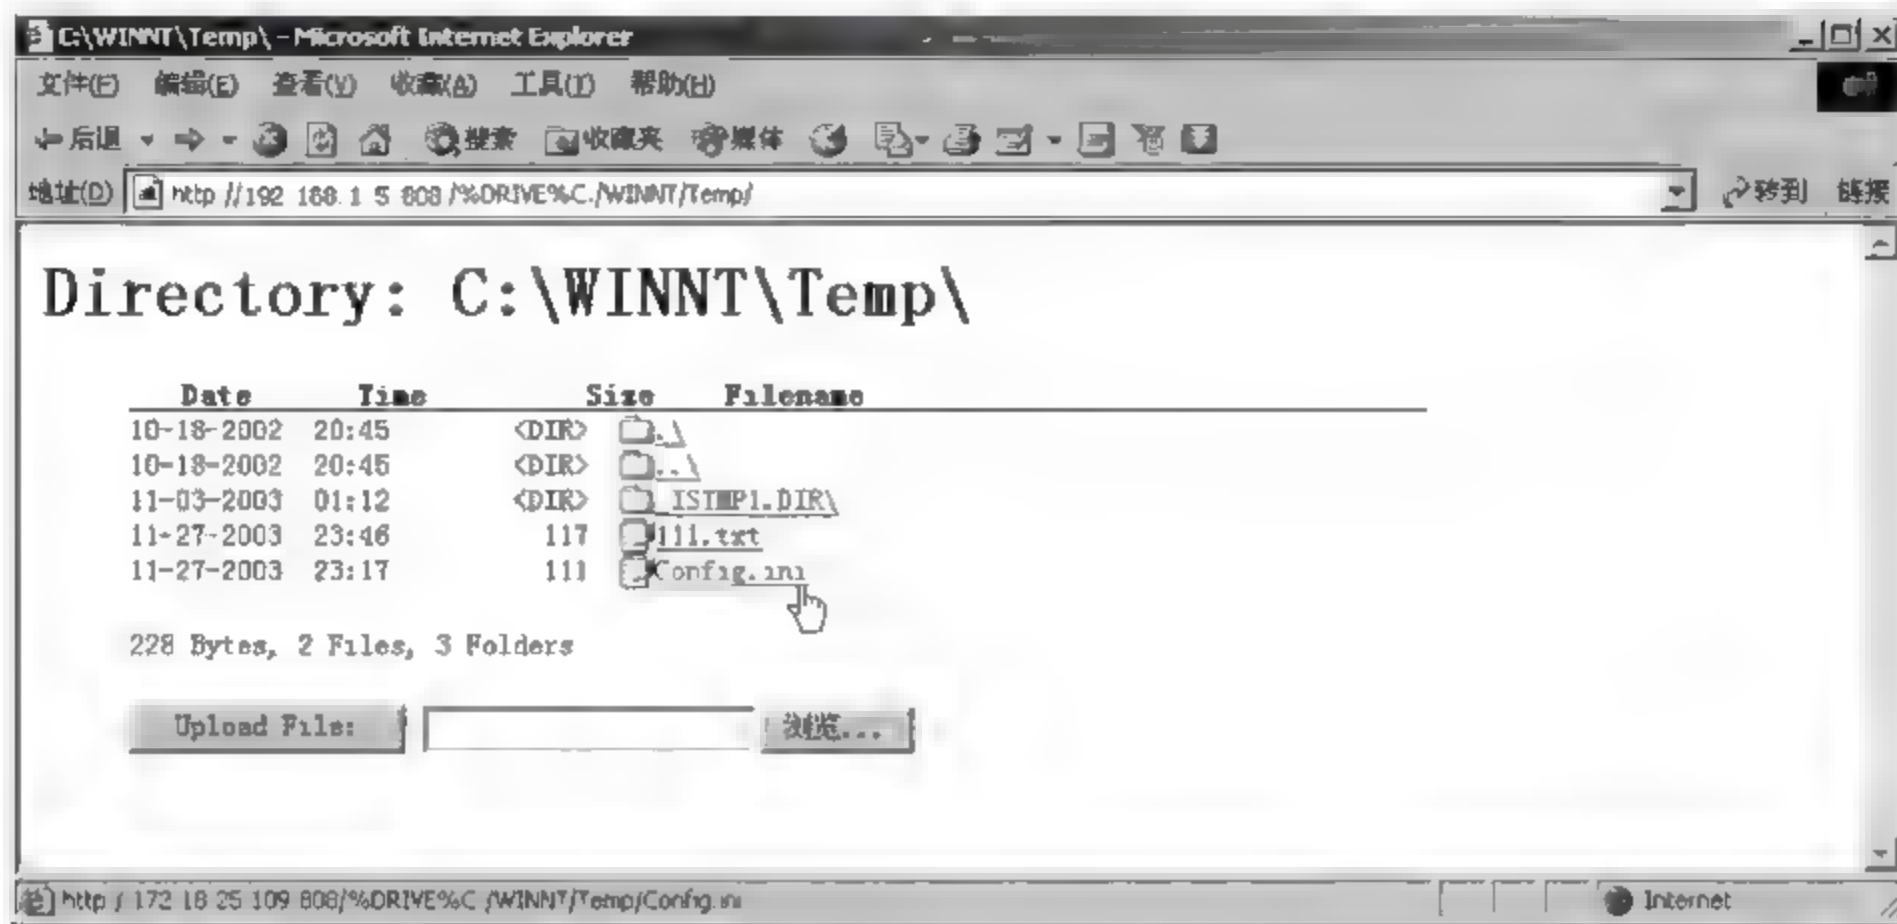 C:\WINNT\Temp\ - Microsoft Internet Explorer
文件(F) 编辑(E) 查看(V) 收藏(A) 工具(T) 帮助(H)
后退 搜索 收藏夹 媒体
地址(D) http://192.168.1.5:808/%DRIVE%C:/WINNT/Temp/ 转到 链接
Directory: C:\WINNT\Temp\
Date Time Size Filename
10-18-2002 20:45 <DIR> .\
10-18-2002 20:45 <DIR> ..\
11-03-2003 01:12 <DIR> _ISTMP1.DIR\
11-27-2003 23:46 117 111.txt
11-27-2003 23:17 111 Config.ini
228 Bytes, 2 Files, 3 Folders
Upload File: 浏览...
http://172.18.25.109:808/%DRIVE%C:/WINNT/Temp/Config.ini Internet